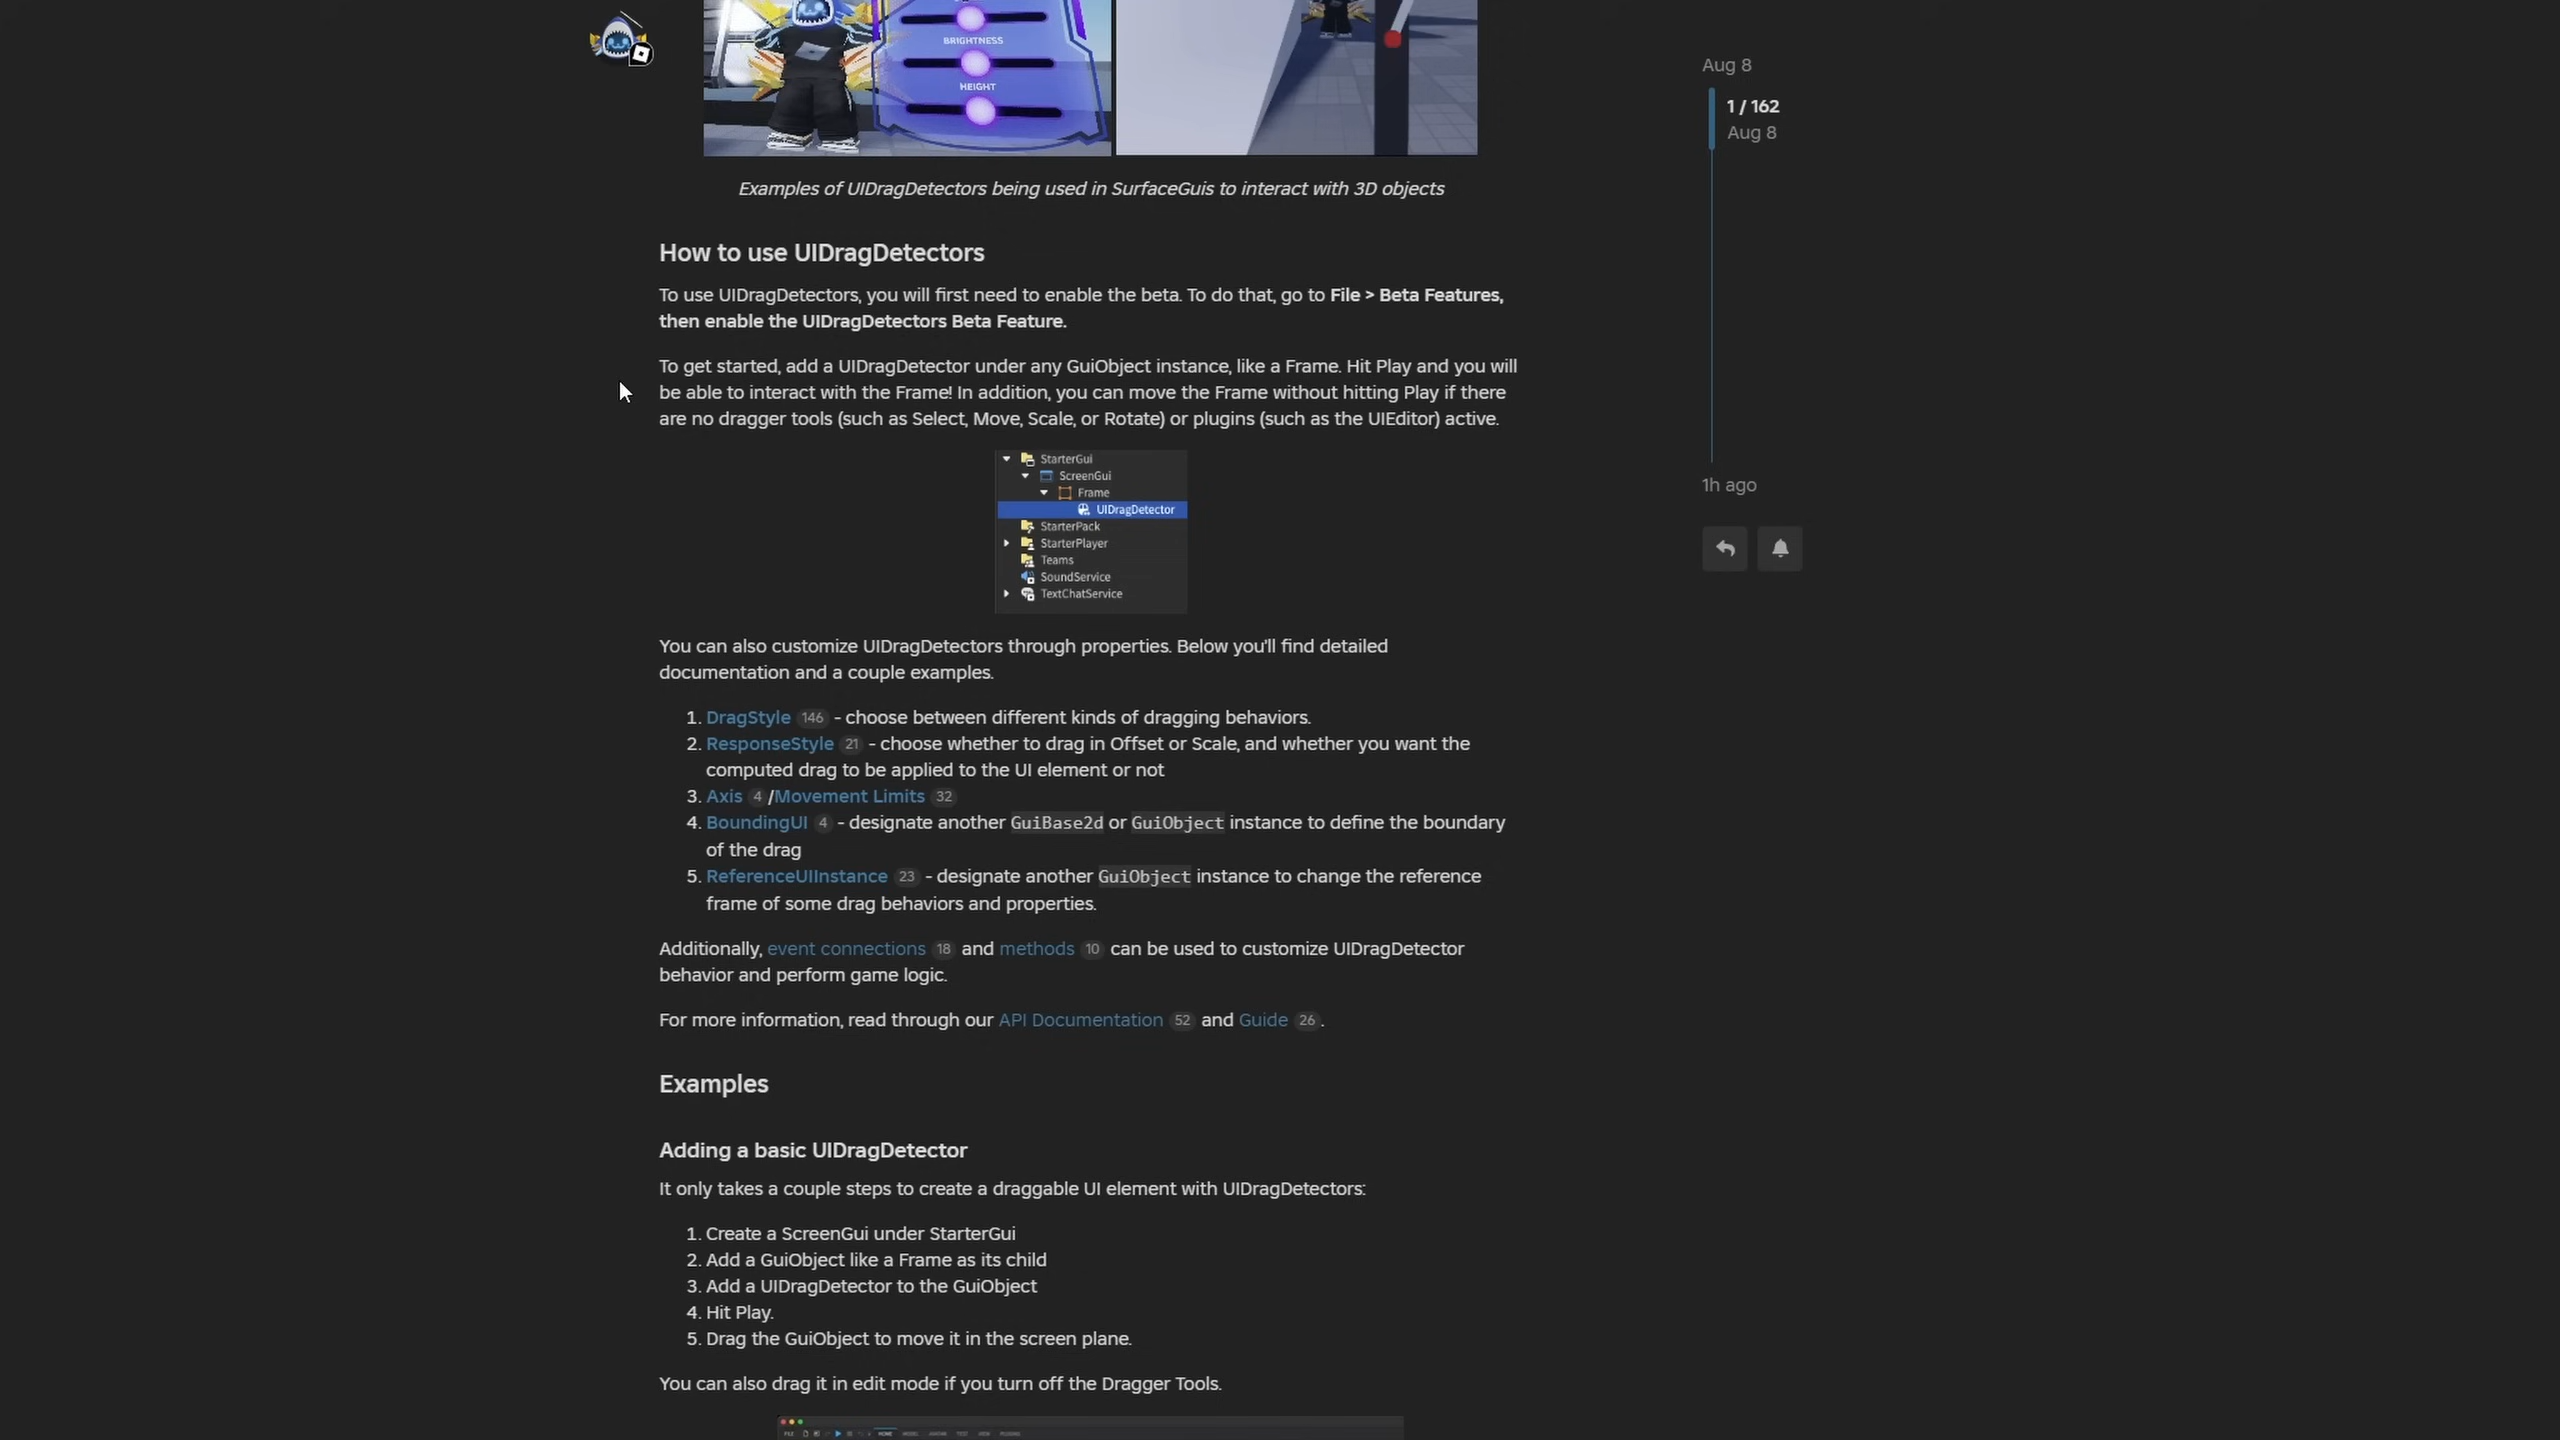 BRIGHTNESS
HEIGHT
Examples of UIDragDetectors being used in SurfaceGuis to interact with 3D objects
How to use UIDragDetectors
To use UIDragDetectors, you will first need to enable the beta. To do that, go to File > Beta Features,
then enable the UIDragDetectors Beta Feature.
To get started, add a UIDragDetector under any GuiObject instance, like a Frame. Hit Play and you will
be able to interact with the Frame! In addition, you can move the Frame without hitting Play if there
are no dragger tools (such as Select, Move, Scale, or Rotate) or plugins (such as the UIEditor) active.
StarterGui
ScreenGui
Frame
UIDragDetector
StarterPack
StarterPlayer
Teams
SoundService
TextChatService
You can also customize UIDragDetectors through properties. Below you'll find detailed
documentation and a couple examples.
1. DragStyle 146 - choose between different kinds of dragging behaviors.
2. ResponseStyle 21 - choose whether to drag in Offset or Scale, and whether you want the
computed drag to be applied to the UI element or not
3. Axis 4 /Movement Limits 32
4. BoundingUI 4 - designate another GuiBase2d or GuiObject instance to define the boundary
of the drag
5. ReferenceUIInstance 23 - designate another GuiObject instance to change the reference
frame of some drag behaviors and properties.
Additionally, event connections 18 and methods 10 can be used to customize UIDragDetector
behavior and perform game logic.
For more information, read through our API Documentation 52 and Guide 26.
Examples
Adding a basic UIDragDetector
It only takes a couple steps to create a draggable UI element with UIDragDetectors:
1. Create a ScreenGui under StarterGui
2. Add a GuiObject like a Frame as its child
3. Add a UIDragDetector to the GuiObject
4. Hit Play.
5. Drag the GuiObject to move it in the screen plane.
You can also drag it in edit mode if you turn off the Dragger Tools.
FILE HOME MODEL AVATAR TEST VIEW PLUGINS
Aug 8
1 / 162
Aug 8
1h ago